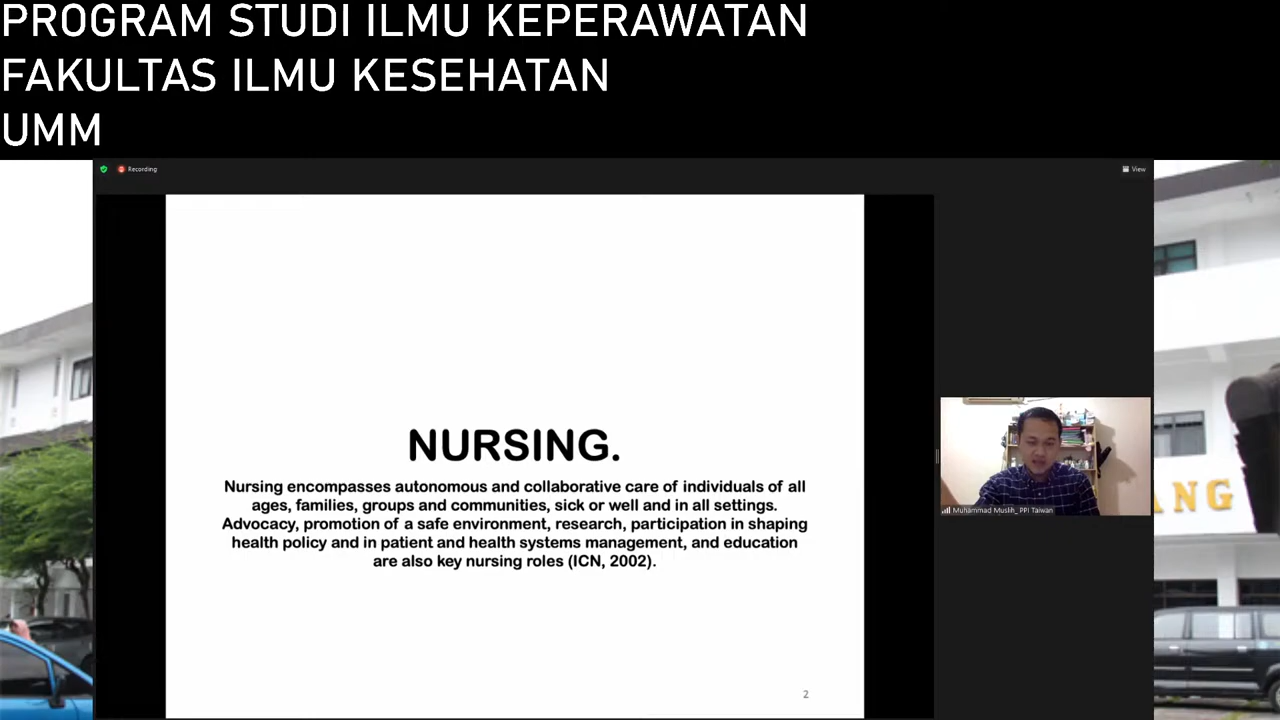 PROGRAM STUDI ILMU KEPERAWATAN
FAKULTAS ILMU KESEHATAN
UMM
Recording
View
NURSING.
Nursing encompasses autonomous and collaborative care of individuals of all
ages, families, groups and communities, sick or well and in all settings.
Advocacy, promotion of a safe environment, research, participation in shaping
health policy and in patient and health systems management, and education
are also key nursing roles (ICN, 2002).
Muhammad Muslih_ PPI Taiwan
ANG
2